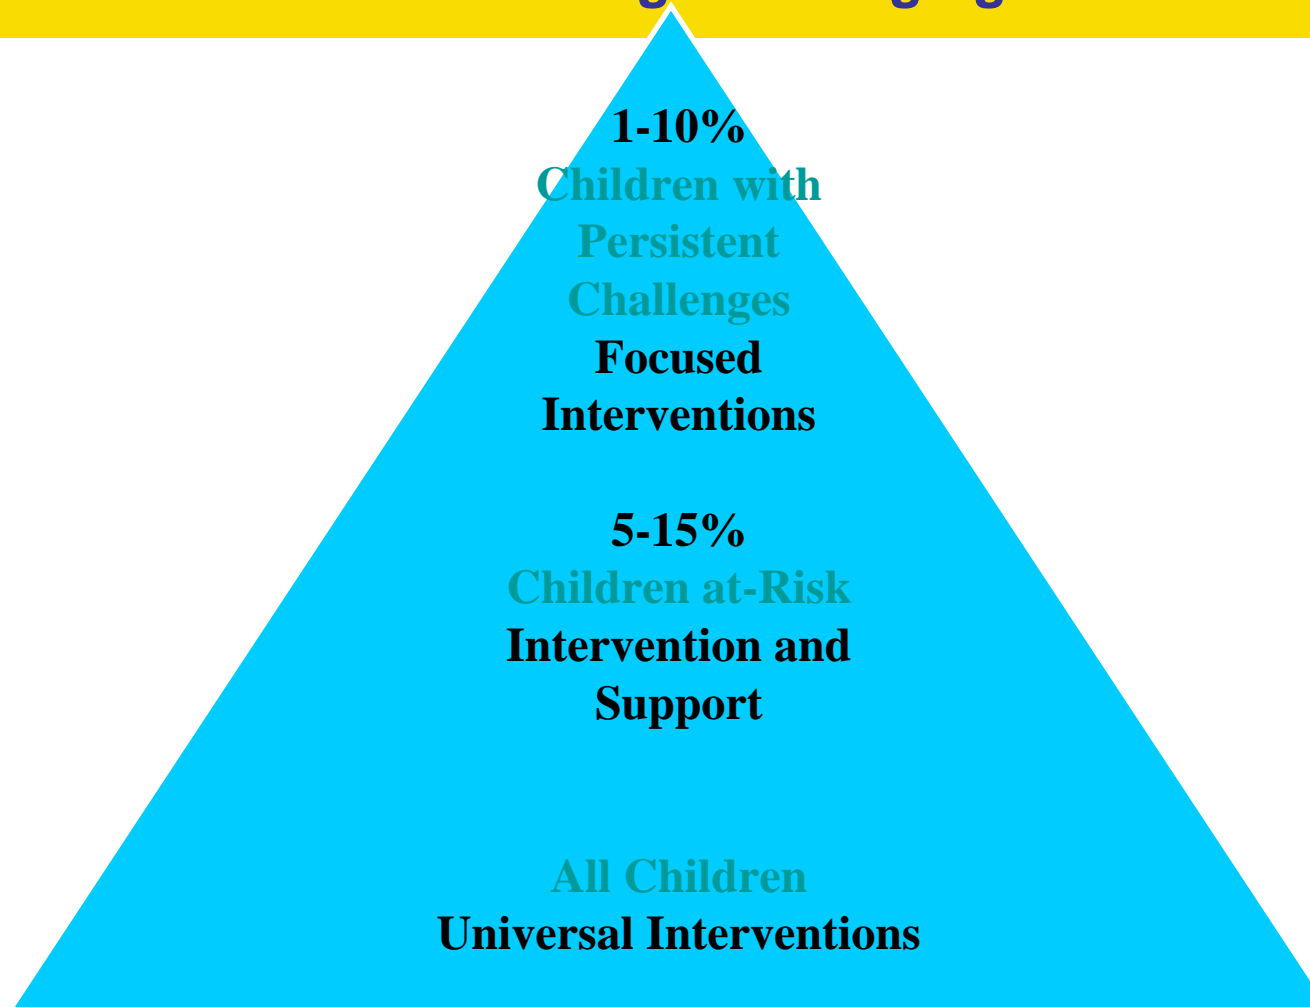 1-10%
Children with
Persistent
Challenges
Focused
Interventions
5-15%
Children at-Risk
Intervention and
Support
All Children
Universal Interventions